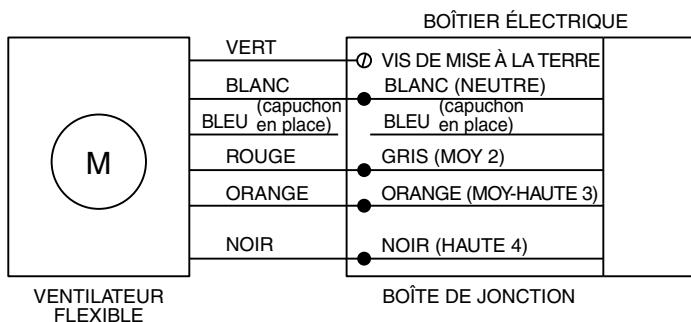 BOÎTIER ÉLECTRIQUE
VERT
VIS DE MISE À LA TERRE
BLANC
BLANC (NEUTRE)
BLEU (capuchon en place)
BLEU (capuchon en place)
M
ROUGE
GRIS (MOY 2)
ORANGE
ORANGE (MOY-HAUTE 3)
NOIR
NOIR (HAUTE 4)
VENTILATEUR
FLEXIBLE
BOÎTE DE JONCTION